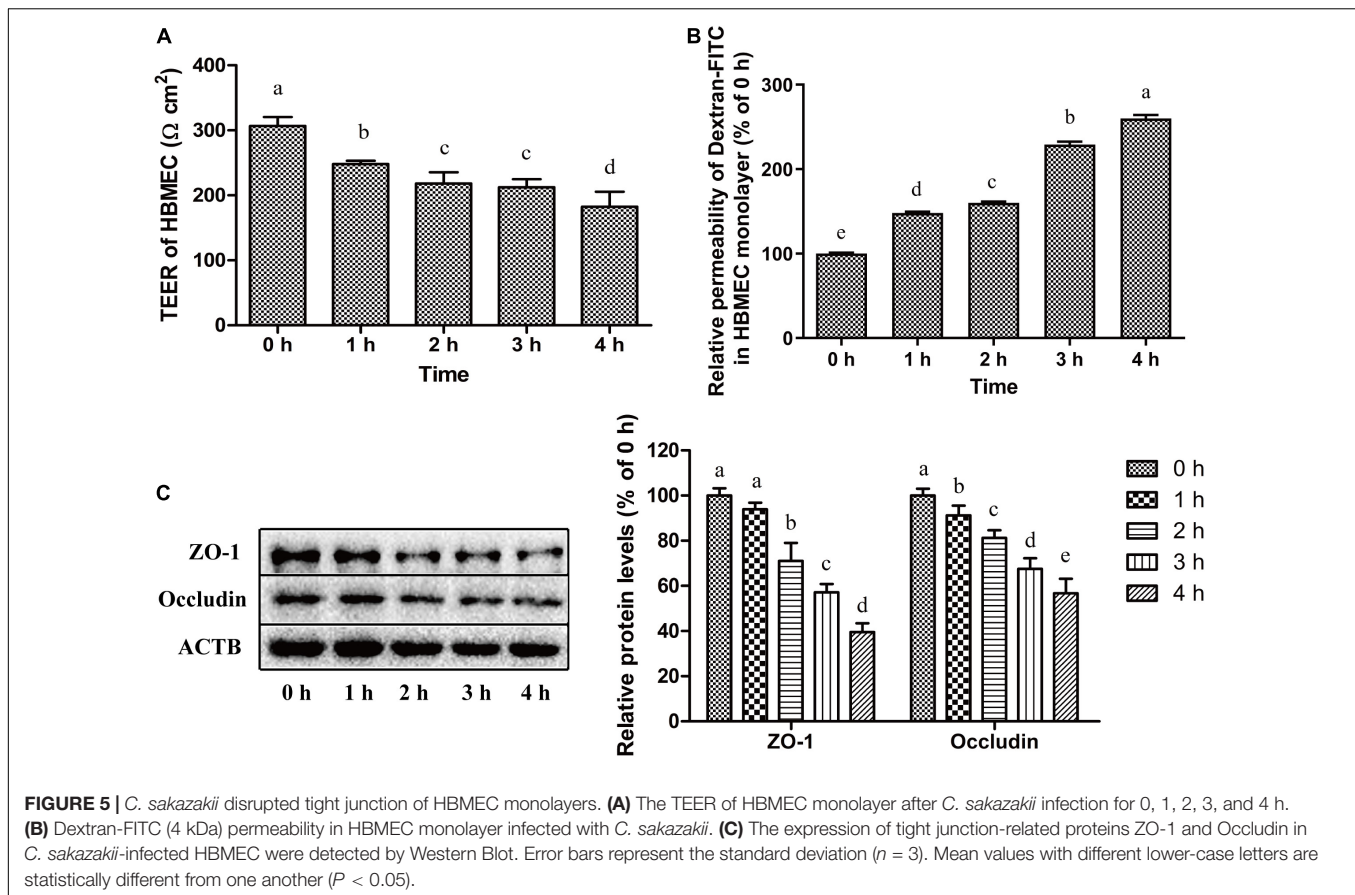 A
TEER of HBMEC (Ω cm²)
400
300
200
100
0
a
b
c
c
d
0 h
1 h
2 h
3 h
4 h
Time
B
Relative permeability of Dextran-FITC
in HBMEC monolayer (% of 0 h)
300
200
100
0
e
d
c
b
a
0 h
1 h
2 h
3 h
4 h
Time
C
ZO-1
Occludin
ACTB
0 h
1 h
2 h
3 h
4 h
Relative protein levels (% of 0 h)
120
100
80
60
40
20
0
a
a
b
c
d
a
b
c
d
e
ZO-1
Occludin
0 h
1 h
2 h
3 h
4 h
FIGURE 5 | C. sakazakii disrupted tight junction of HBMEC monolayers. (A) The TEER of HBMEC monolayer after C. sakazakii infection for 0, 1, 2, 3, and 4 h.
(B) Dextran-FITC (4 kDa) permeability in HBMEC monolayer infected with C. sakazakii. (C) The expression of tight junction-related proteins ZO-1 and Occludin in
C. sakazakii-infected HBMEC were detected by Western Blot. Error bars represent the standard deviation (n = 3). Mean values with different lower-case letters are
statistically different from one another (P < 0.05).